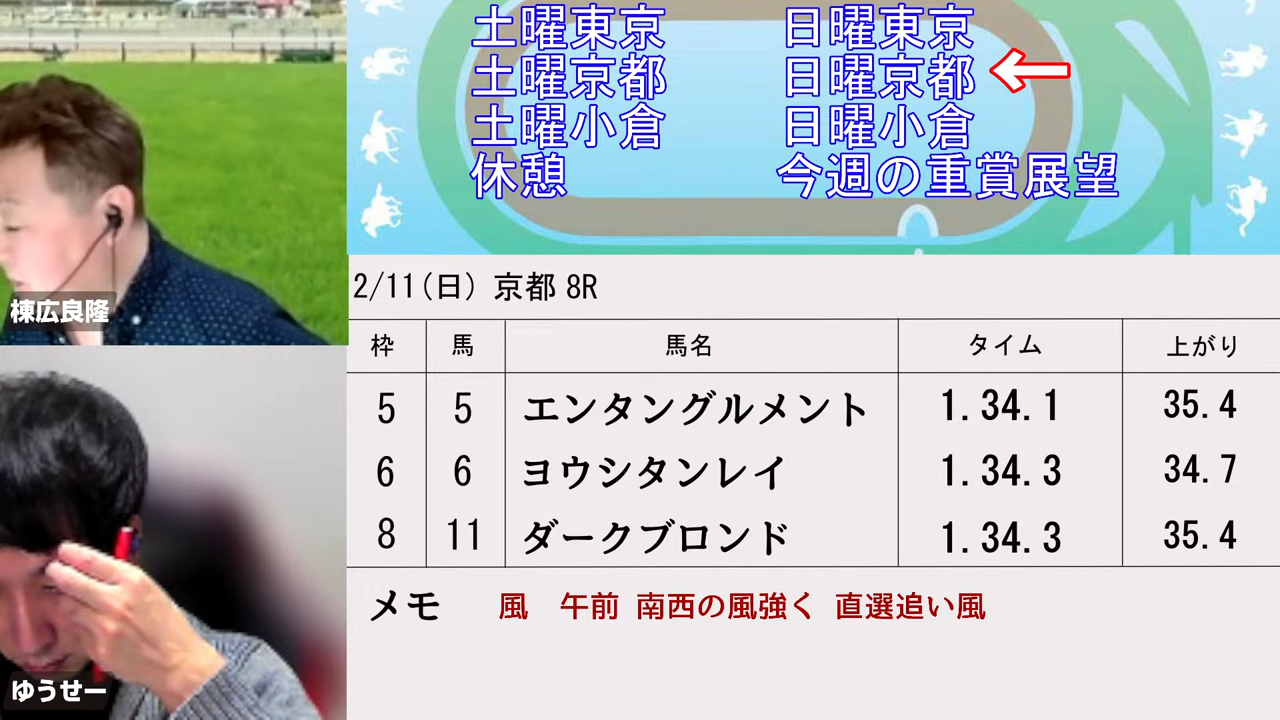 土曜東京 日曜東京
土曜京都 日曜京都
土曜小倉 日曜小倉
休憩 今週の重賞展望
2/11(日) 京都 8R
枠 馬 馬名 タイム 上がり
5 5 エンタングルメント 1.34.1 35.4
6 6 ヨウシタンレイ 1.34.3 34.7
8 11 ダークブロンド 1.34.3 35.4
メモ 風 午前 南西の風強く 直選追い風
棟広良隆
ゆうせー